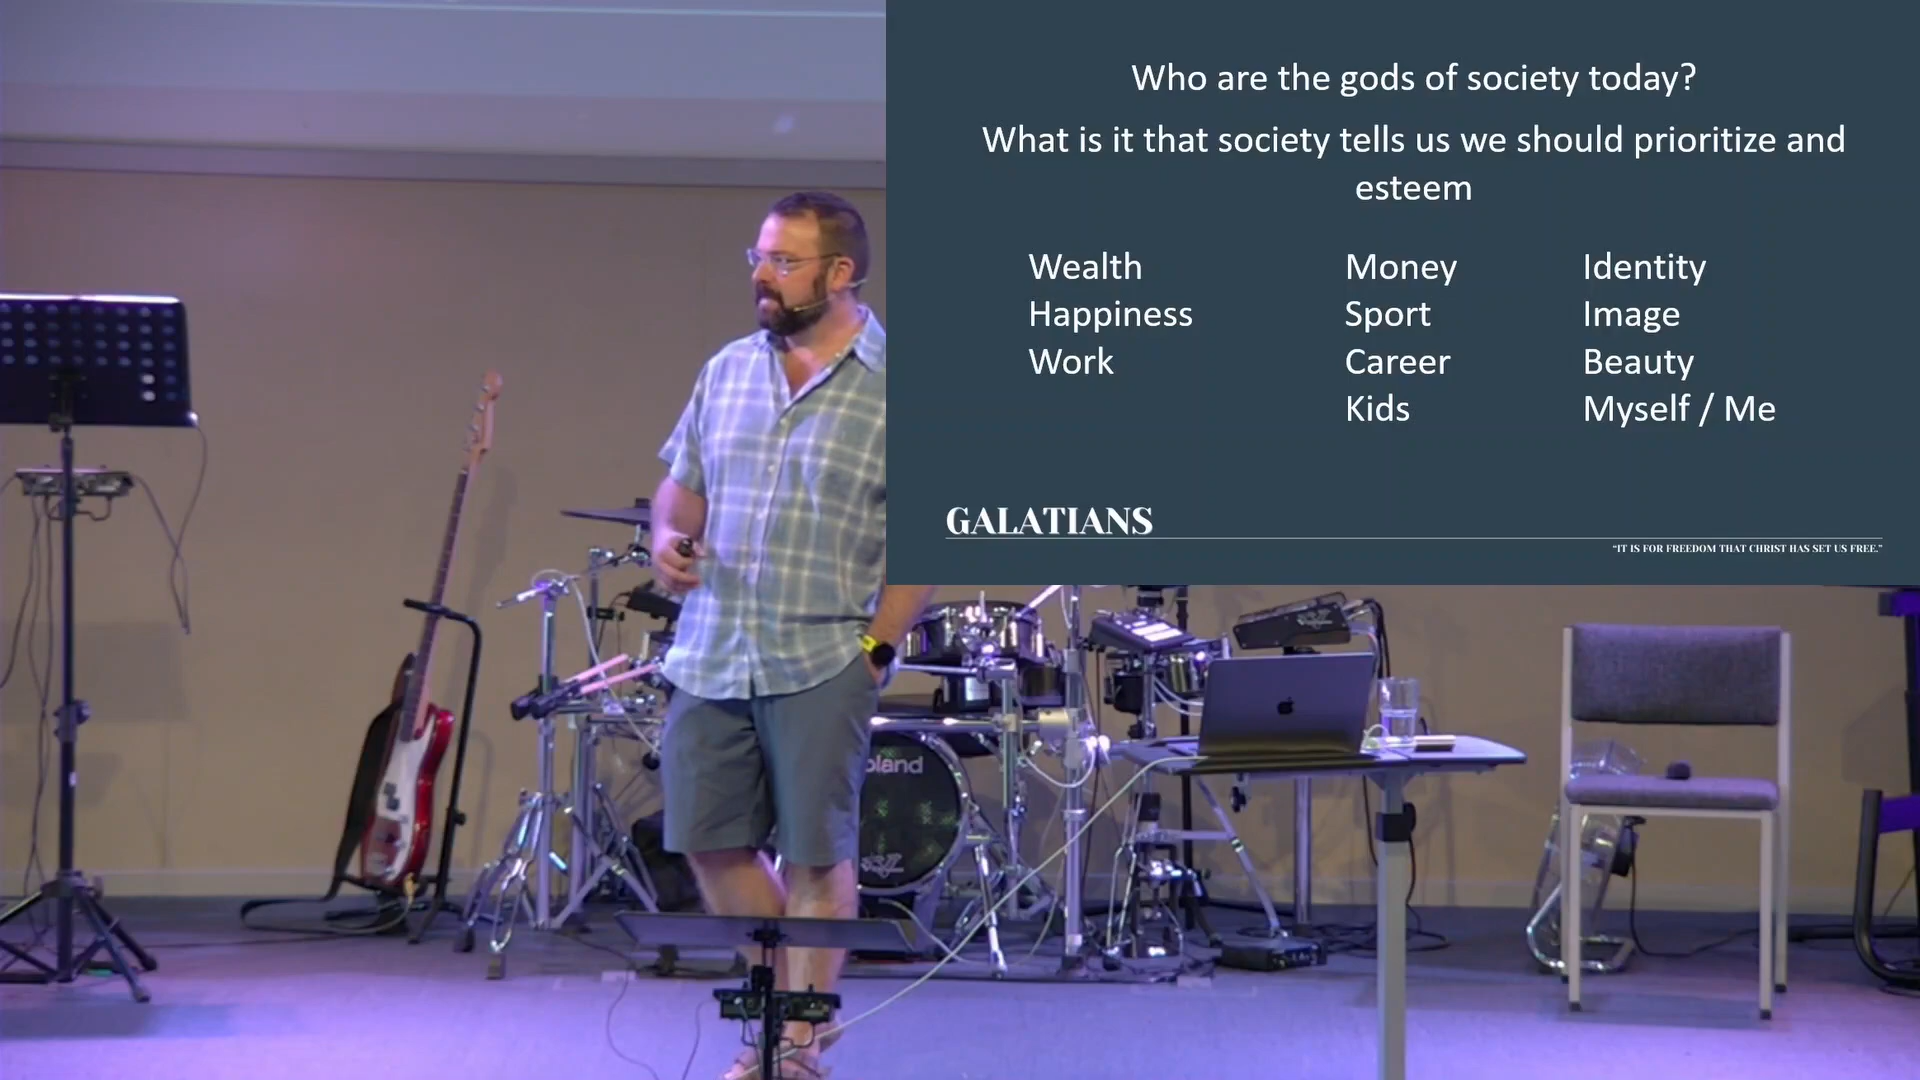 Who are the gods of society today?
What is it that society tells us we should prioritize and
esteem
Wealth
Happiness
Work
Money
Sport
Career
Kids
Identity
Image
Beauty
Myself / Me
GALATIANS
“IT IS FOR FREEDOM THAT CHRIST HAS SET US FREE.”
oland